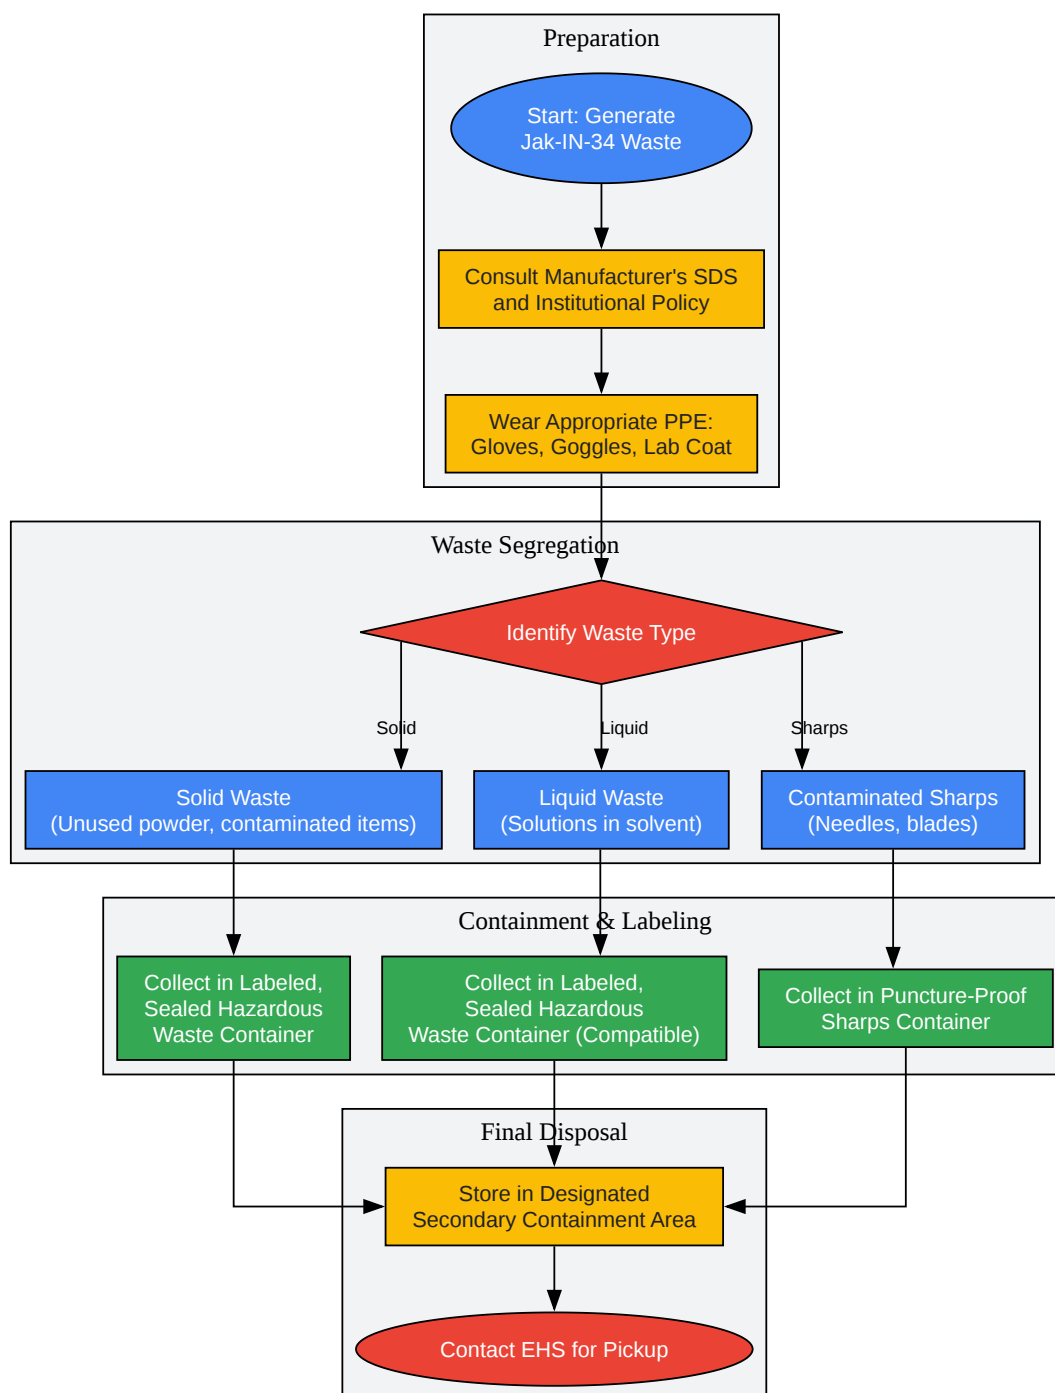 Preparation
Start: Generate
Jak-IN-34 Waste
Consult Manufacturer's SDS
and Institutional Policy
Wear Appropriate PPE:
Gloves, Goggles, Lab Coat
Waste Segregation
Identify Waste Type
Solid
Liquid
Sharps
Solid Waste
(Unused powder, contaminated items)
Liquid Waste
(Solutions in solvent)
Contaminated Sharps
(Needles, blades)
Containment & Labeling
Collect in Labeled,
Sealed Hazardous
Waste Container
Collect in Labeled,
Sealed Hazardous
Waste Container (Compatible)
Collect in Puncture-Proof
Sharps Container
Final Disposal
Store in Designated
Secondary Containment Area
Contact EHS for Pickup